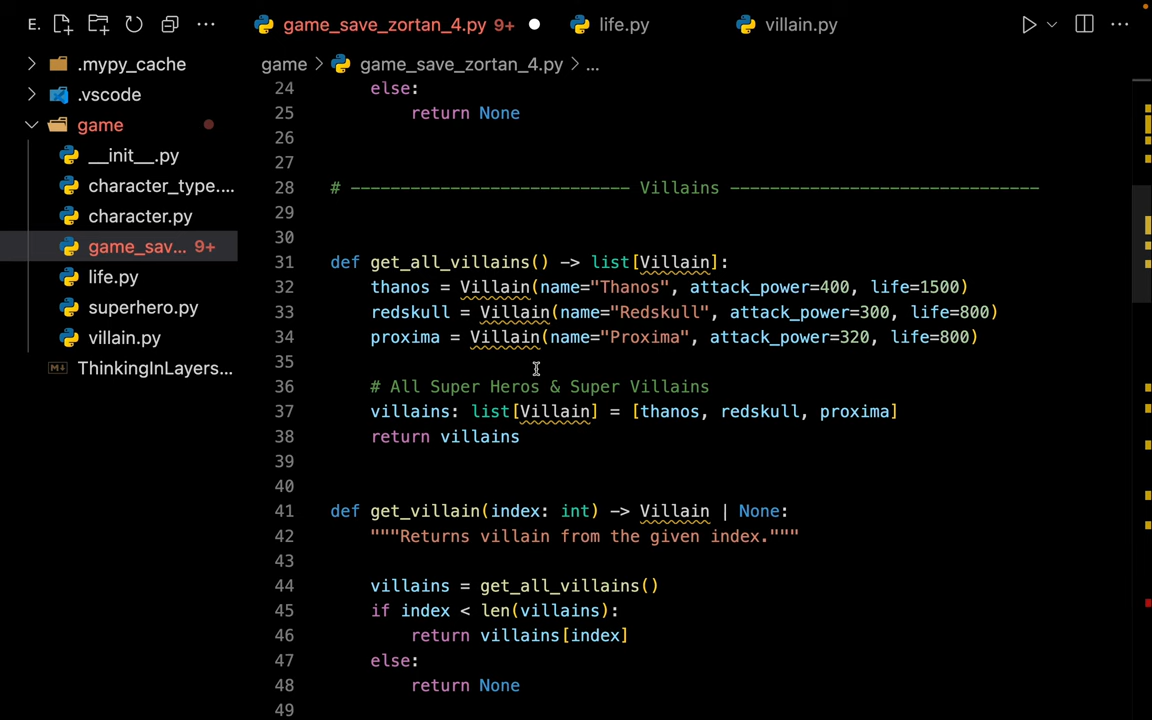 E. ...
game_save_zortan_4.py 9+
life.py
villain.py
...
.mypy_cache
.vscode
game
__init__.py
character_type....
character.py
game_sav... 9+
life.py
superhero.py
villain.py
ThinkingInLayers...
game > game_save_zortan_4.py > ...
24 else:
25 return None
26
27
28 # ---------------------------- Villains -------------------------------
29
30
31 def get_all_villains() -> list[Villain]:
32 thanos = Villain(name="Thanos", attack_power=400, life=1500)
33 redskull = Villain(name="Redskull", attack_power=300, life=800)
34 proxima = Villain(name="Proxima", attack_power=320, life=800)
35
36 # All Super Heros & Super Villains
37 villains: list[Villain] = [thanos, redskull, proxima]
38 return villains
39
40
41 def get_villain(index: int) -> Villain | None:
42 """Returns villain from the given index."""
43
44 villains = get_all_villains()
45 if index < len(villains):
46 return villains[index]
47 else:
48 return None
49